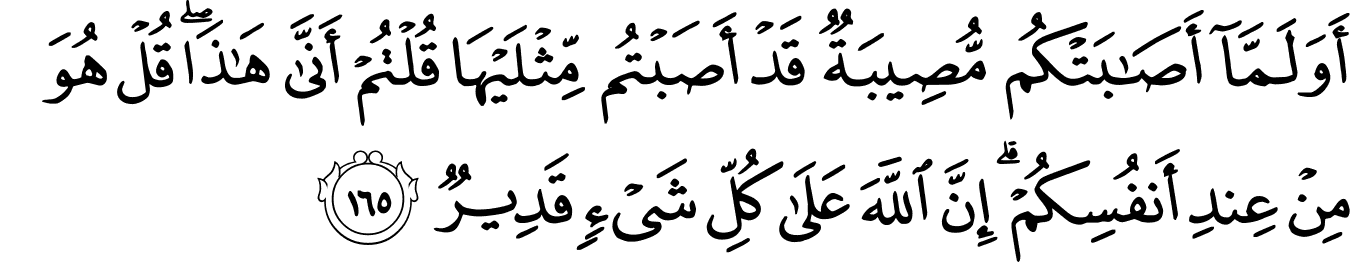 أَوَلَمَّآ أَصَـٰبَتْكُم مُّصِيبَةٌ قَدْ أَصَبْتُم مِّثْلَيْهَا قُلْتُمْ أَنَّىٰ هَـٰذَا ۖ قُلْ هُوَ
مِنْ عِندِ أَنفُسِكُمْ ۗ إِنَّ ٱللَّهَ عَلَىٰ كُلِّ شَىْءٍ قَدِيرٌ ١٦٥